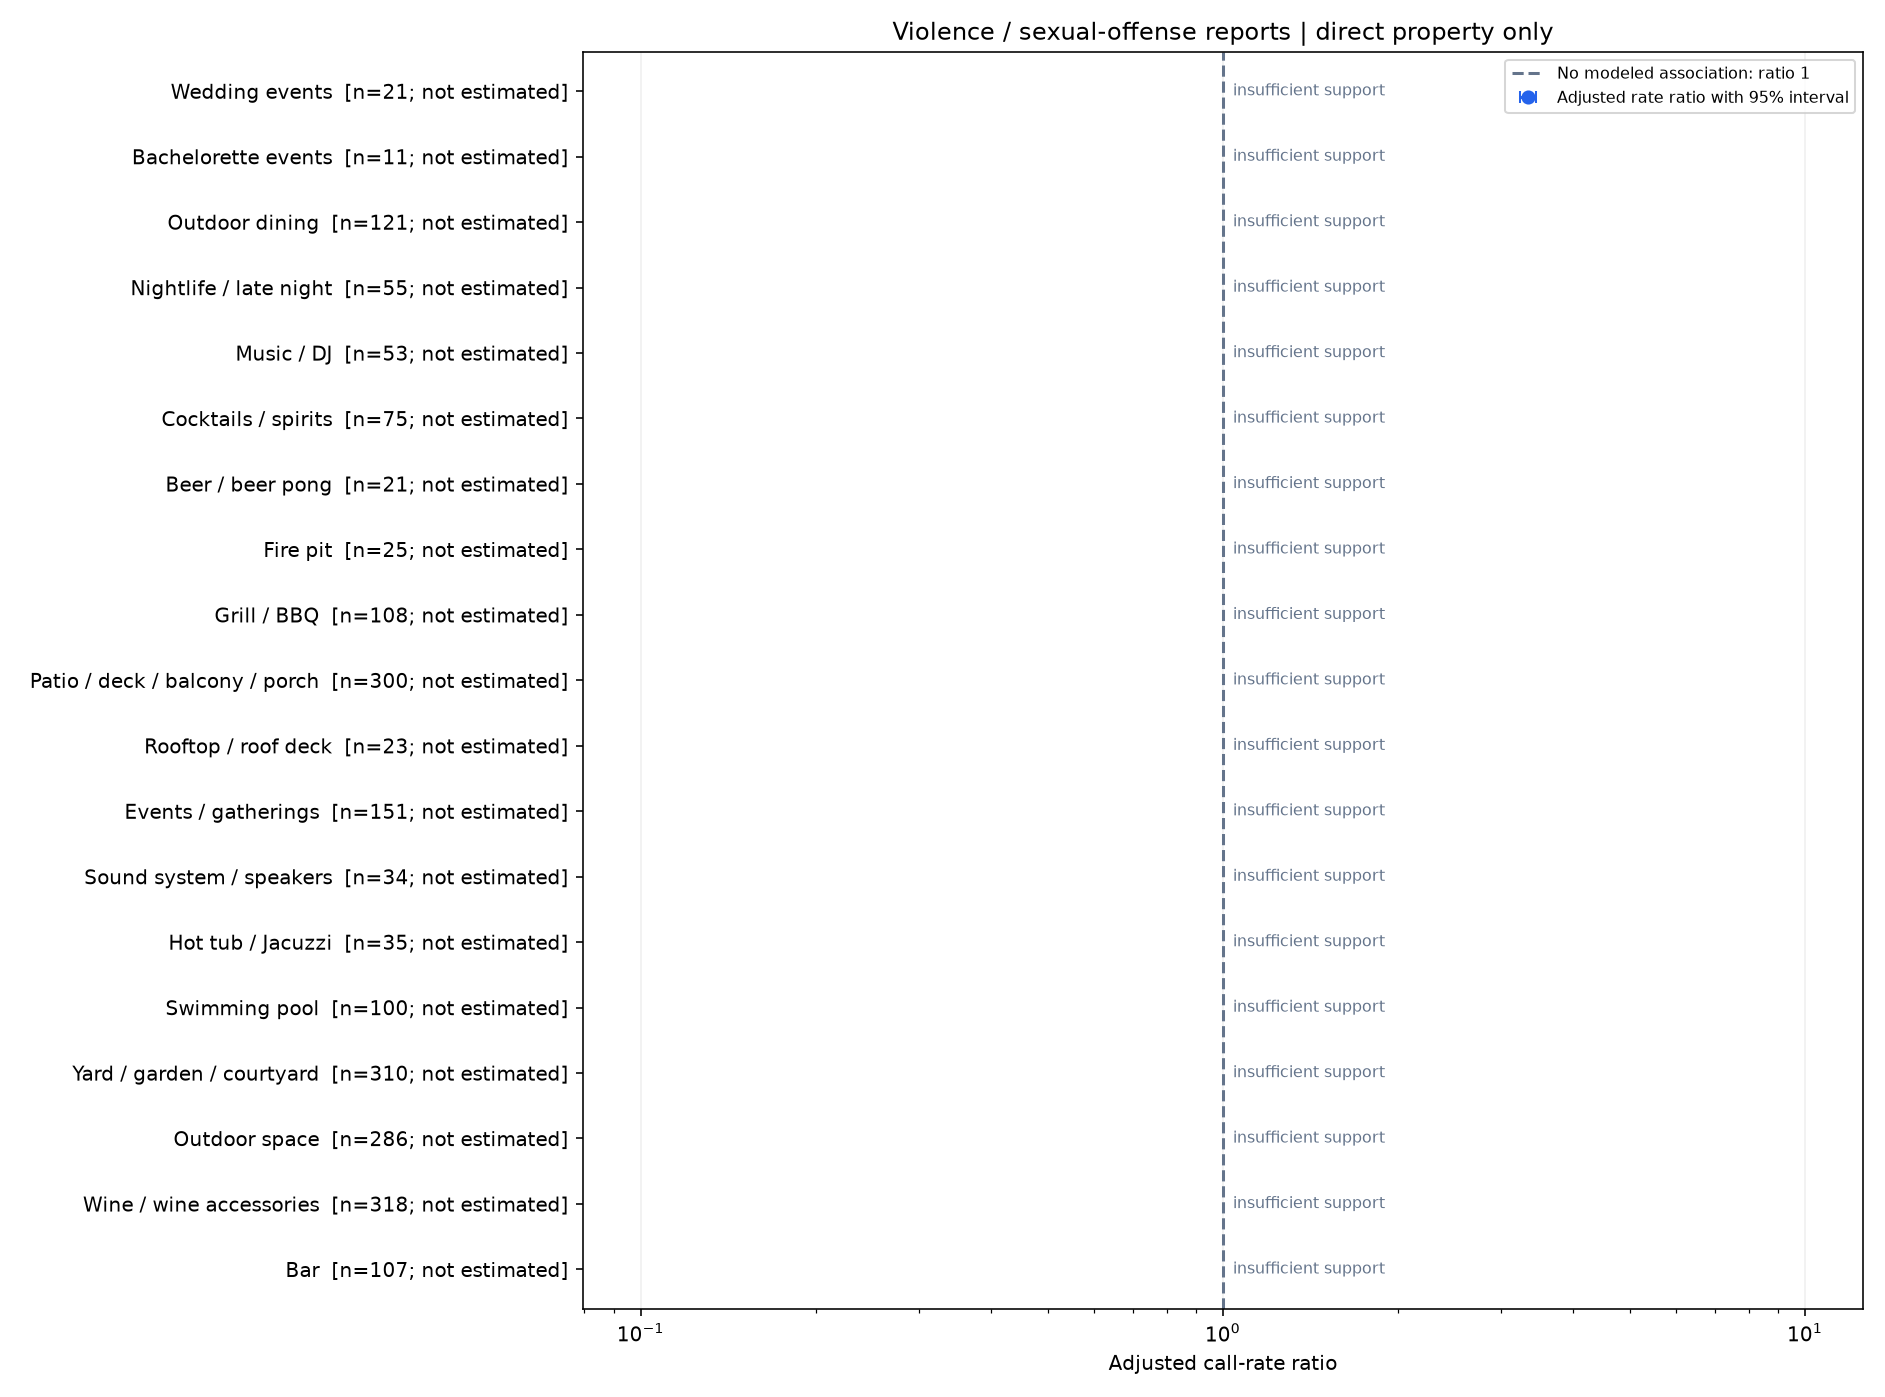 Violence / sexual-offense reports | direct property only
No modeled association: ratio 1
Adjusted rate ratio with 95% interval
Wedding events [n=21; not estimated] insufficient support
Bachelorette events [n=11; not estimated] insufficient support
Outdoor dining [n=121; not estimated] insufficient support
Nightlife / late night [n=55; not estimated] insufficient support
Music / DJ [n=53; not estimated] insufficient support
Cocktails / spirits [n=75; not estimated] insufficient support
Beer / beer pong [n=21; not estimated] insufficient support
Fire pit [n=25; not estimated] insufficient support
Grill / BBQ [n=108; not estimated] insufficient support
Patio / deck / balcony / porch [n=300; not estimated] insufficient support
Rooftop / roof deck [n=23; not estimated] insufficient support
Events / gatherings [n=151; not estimated] insufficient support
Sound system / speakers [n=34; not estimated] insufficient support
Hot tub / Jacuzzi [n=35; not estimated] insufficient support
Swimming pool [n=100; not estimated] insufficient support
Yard / garden / courtyard [n=310; not estimated] insufficient support
Outdoor space [n=286; not estimated] insufficient support
Wine / wine accessories [n=318; not estimated] insufficient support
Bar [n=107; not estimated] insufficient support
10⁻¹ 10⁰ 10¹
Adjusted call-rate ratio